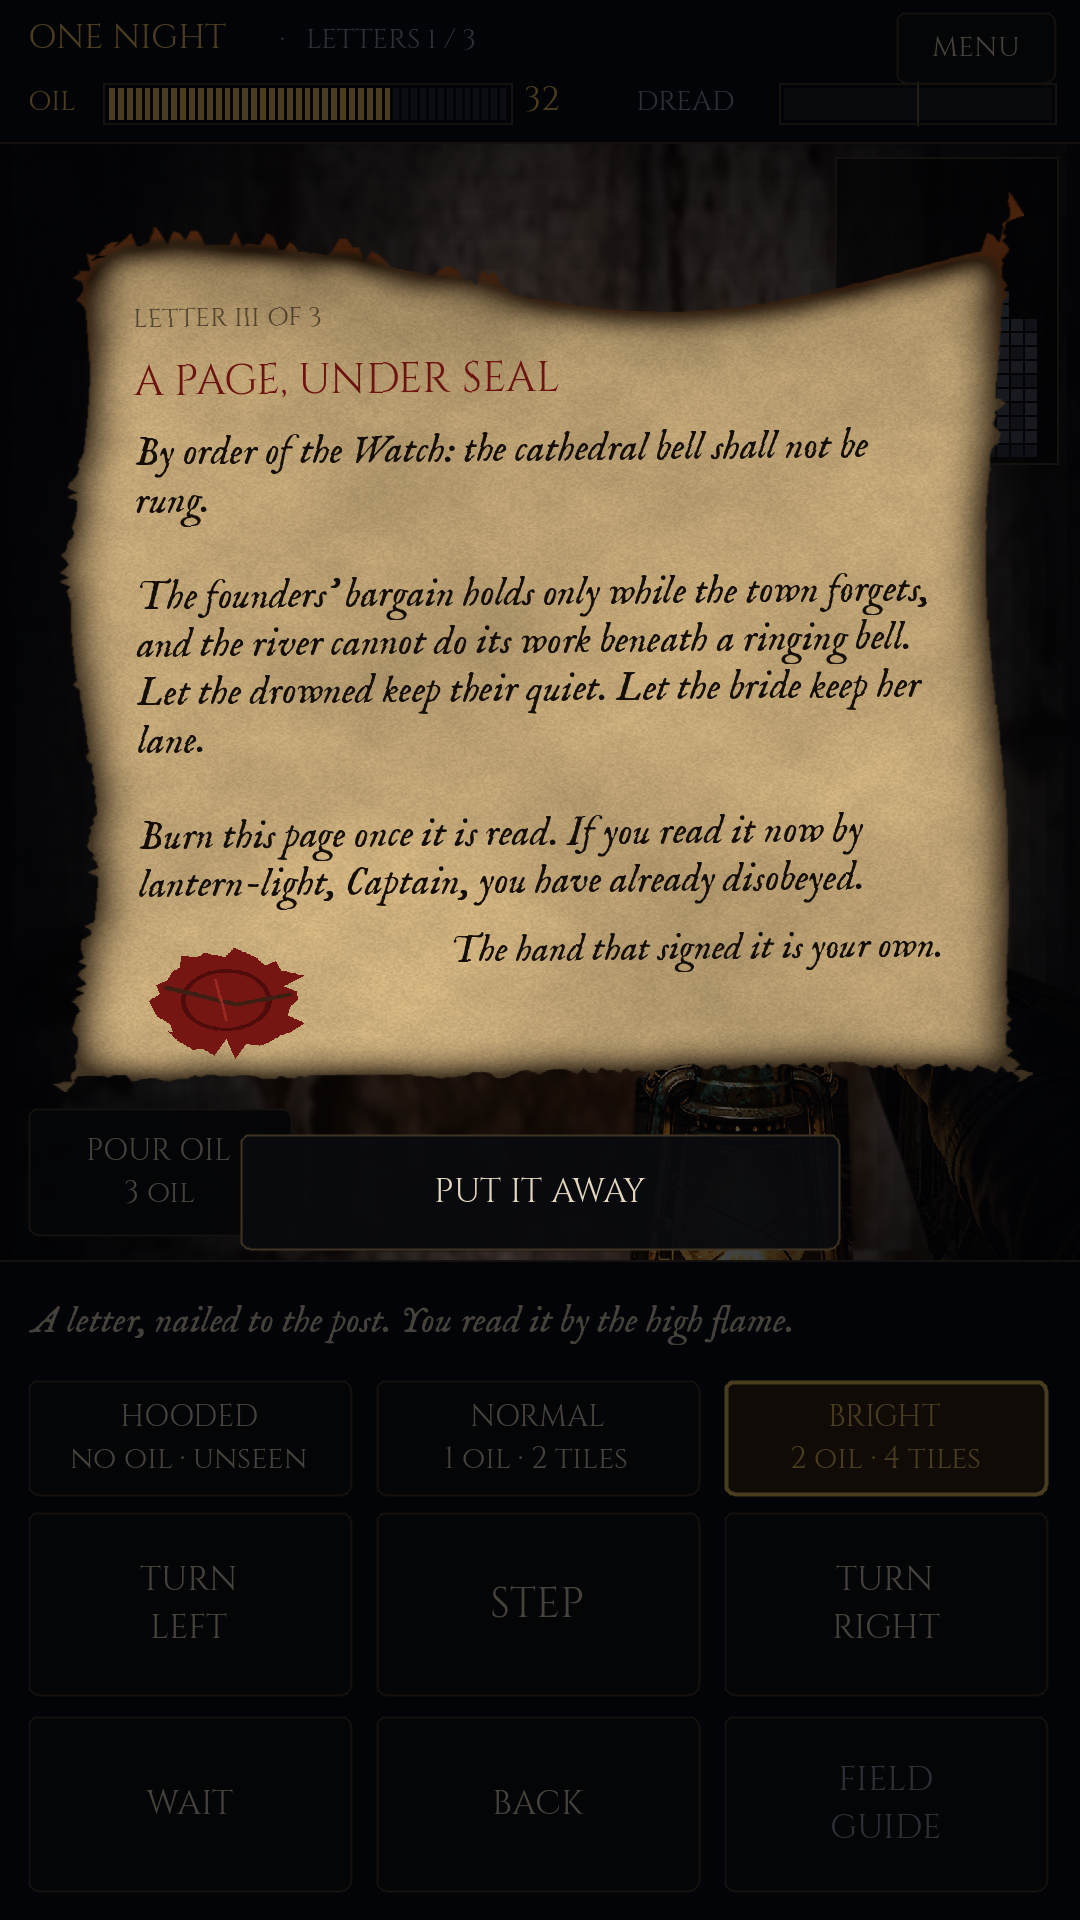 ONE NIGHT · LETTERS 1 / 3
MENU
OIL 32 DREAD
LETTER III OF 3
A PAGE, UNDER SEAL
By order of the Watch: the cathedral bell shall not be
rung.
The founders' bargain holds only while the town forgets,
and the river cannot do its work beneath a ringing bell.
Let the drowned keep their quiet. Let the bride keep her
lane.
Burn this page once it is read. If you read it now by
lantern-light, Captain, you have already disobeyed.
The hand that signed it is your own.
POUR OIL
3 OIL
PUT IT AWAY
A letter, nailed to the post. You read it by the high flame.
HOODED
NO OIL · UNSEEN
NORMAL
1 OIL · 2 TILES
BRIGHT
2 OIL · 4 TILES
TURN
LEFT
STEP
TURN
RIGHT
WAIT
BACK
FIELD
GUIDE